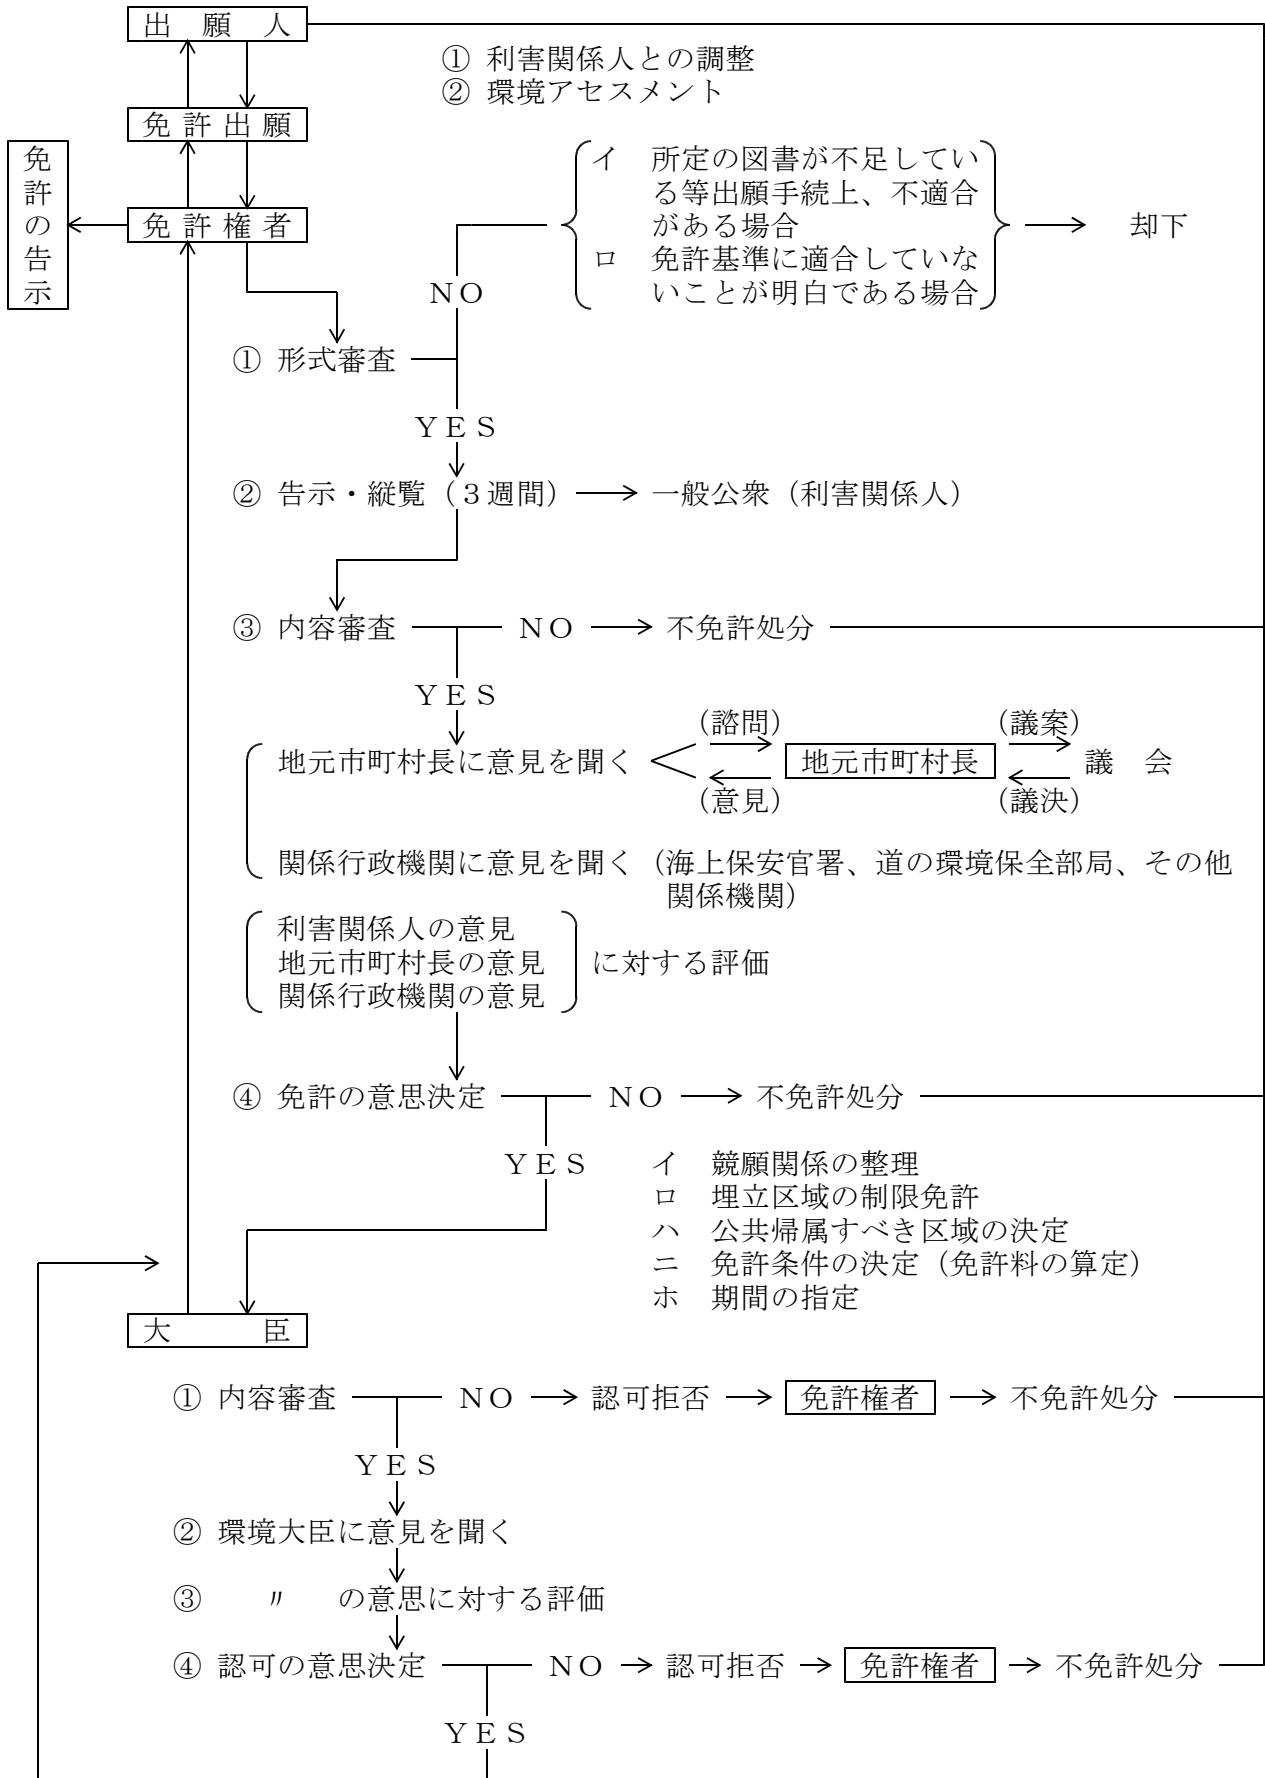 出 願 人
① 利害関係人との調整
② 環境アセスメント
免 許 出 願
免許の告示
免 許 権 者
イ 所定の図書が不足してい
る等出願手続上、不適合
がある場合
ロ 免許基準に適合していな
いことが明白である場合
却下
NO
① 形式審査
YES
② 告示・縦覧(3週間)
一般公衆(利害関係人)
③ 内容審査
NO
不免許処分
YES
(諮問)
(議案)
地元市町村長に意見を聞く
地元市町村長
議 会
(意見)
(議決)
関係行政機関に意見を聞く(海上保安官署、道の環境保全部局、その他
関係機関)
利害関係人の意見
地元市町村長の意見
に対する評価
関係行政機関の意見
④ 免許の意思決定
NO
不免許処分
YES
イ 競願関係の整理
ロ 埋立区域の制限免許
ハ 公共帰属すべき区域の決定
ニ 免許条件の決定(免許料の算定)
ホ 期間の指定
大 臣
① 内容審査
NO
認可拒否
免許権者
不免許処分
YES
② 環境大臣に意見を聞く
③ 〃 の意思に対する評価
④ 認可の意思決定
NO
認可拒否
免許権者
不免許処分
YES